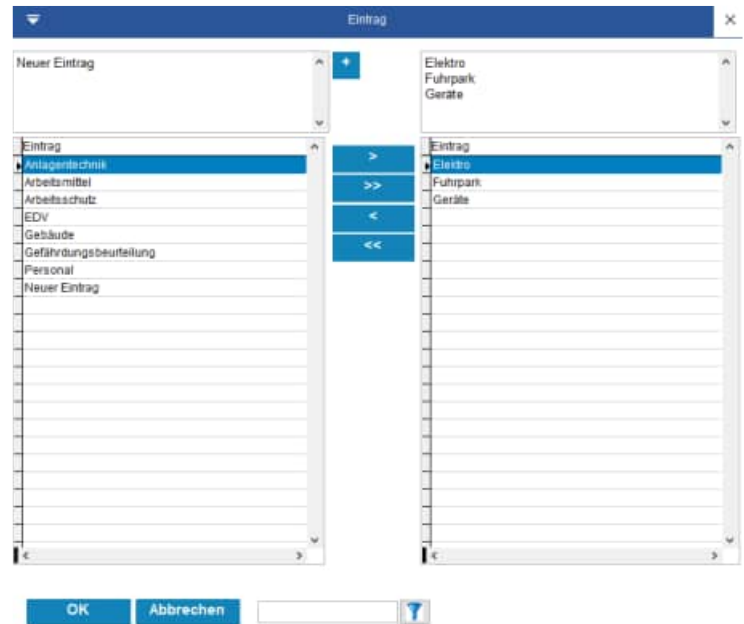 Eintrag
Neuer Eintrag
+
Elektro
Fuhrpark
Geräte
Eintrag
Anlagentechnik
Arbeitsmittel
Arbeitsschutz
EDV
Gebäude
Gefährdungsbeurteilung
Personal
Neuer Eintrag
>
>>
<
<<
Eintrag
Elektro
Fuhrpark
Geräte
OK Abbrechen